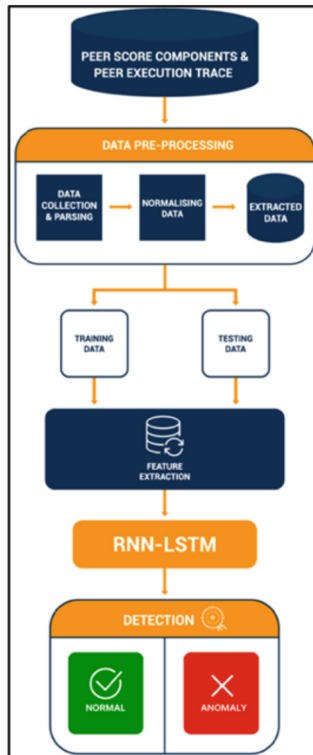 PEER SCORE COMPONENTS &
PEER EXECUTION TRACE
DATA PRE-PROCESSING
DATA
COLLECTION
& PARSING
NORMALISING
DATA
EXTRACTED
DATA
TRAINING
DATA
TESTING
DATA
FEATURE
EXTRACTION
RNN-LSTM
DETECTION
NORMAL
ANOMALY